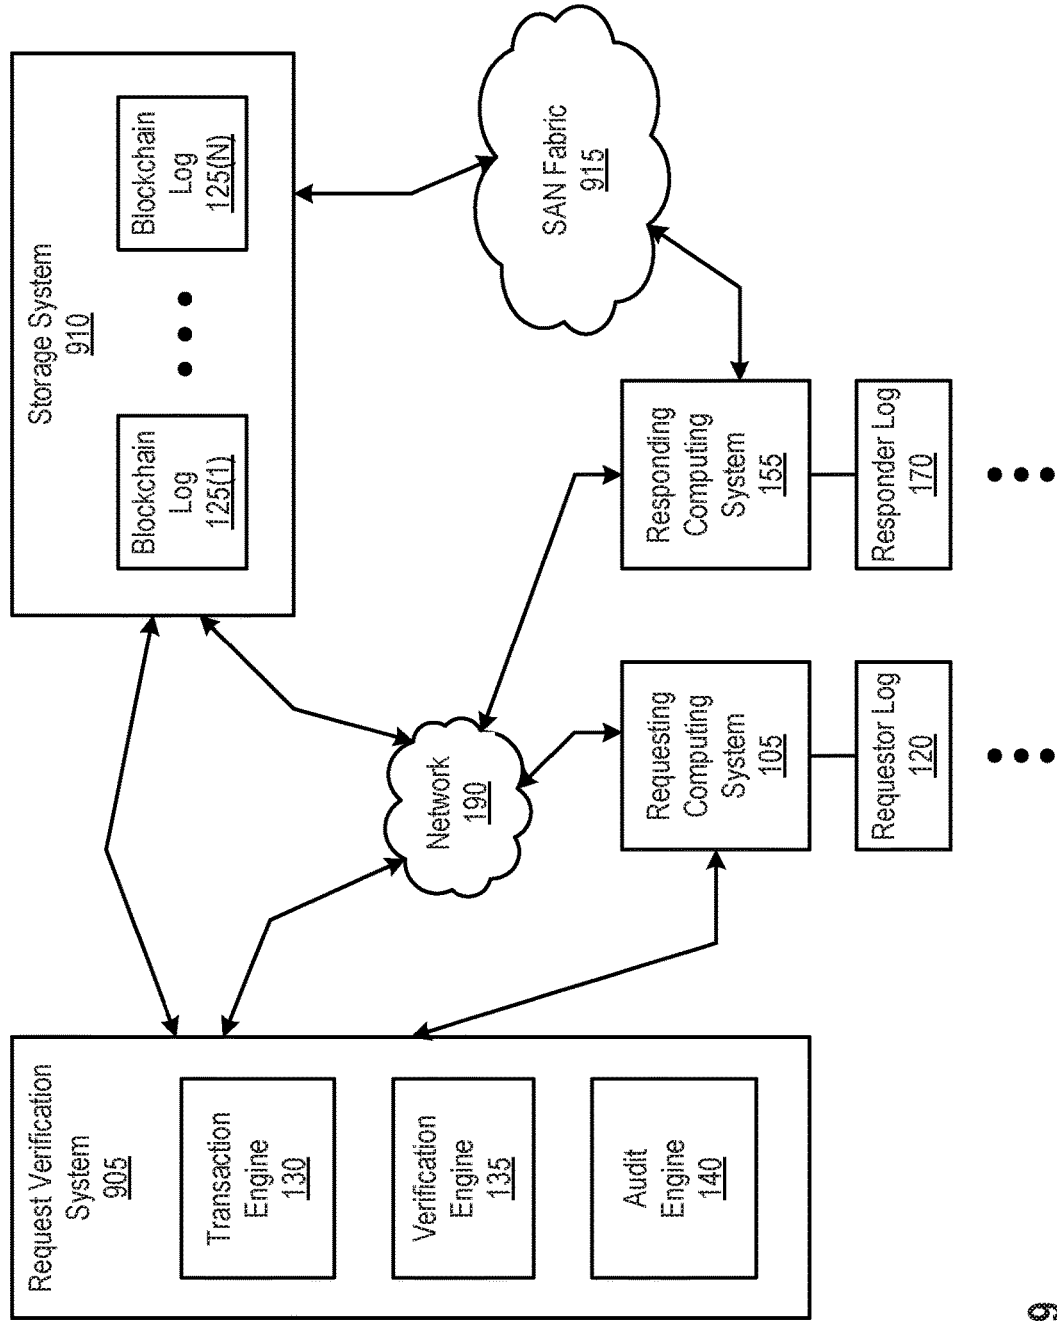 Request Verification
System
905
Transaction
Engine
130
Verification
Engine
135
Audit
Engine
140
Storage System
910
Blockchain
Log
125(1)
Blockchain
Log
125(N)
Network
190
SAN Fabric
915
Requesting
Computing
System
105
Requestor Log
120
Responding
Computing
System
155
Responder Log
170
9